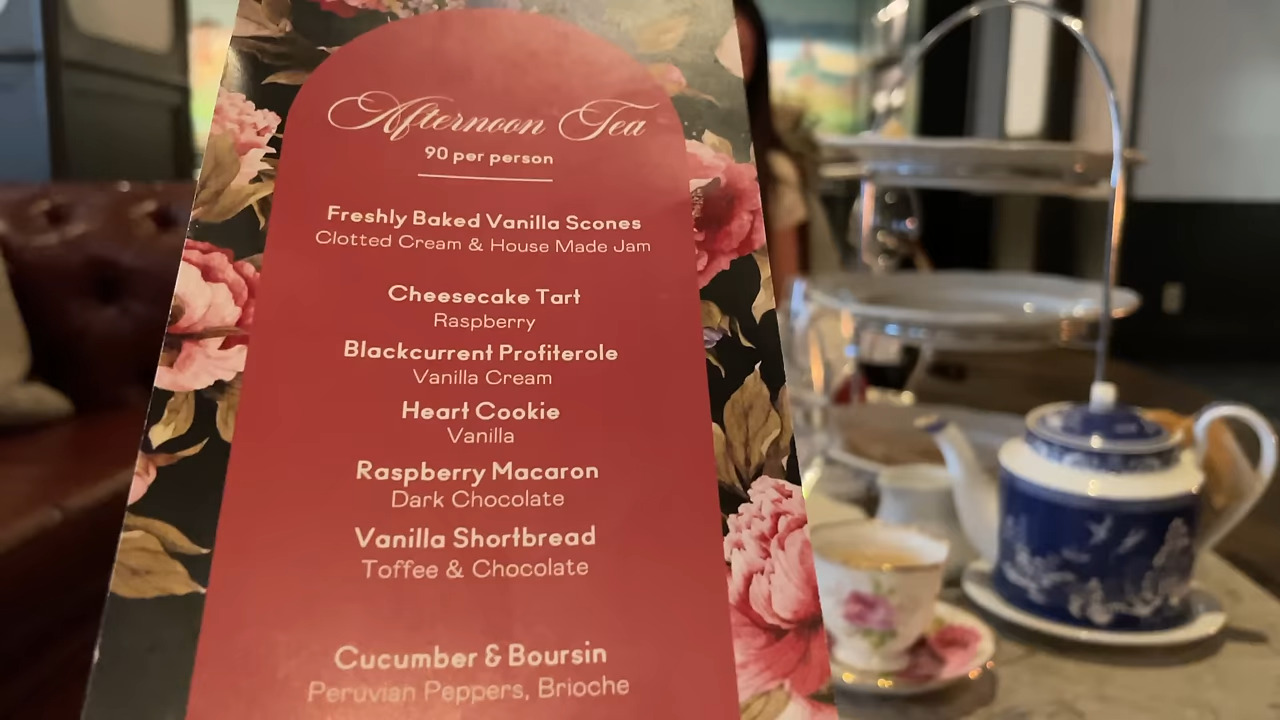 Afternoon Tea
90 per person
Freshly Baked Vanilla Scones
Clotted Cream & House Made Jam
Cheesecake Tart
Raspberry
Blackcurrent Profiterole
Vanilla Cream
Heart Cookie
Vanilla
Raspberry Macaron
Dark Chocolate
Vanilla Shortbread
Toffee & Chocolate
Cucumber & Boursin
Peruvian Peppers, Brioche